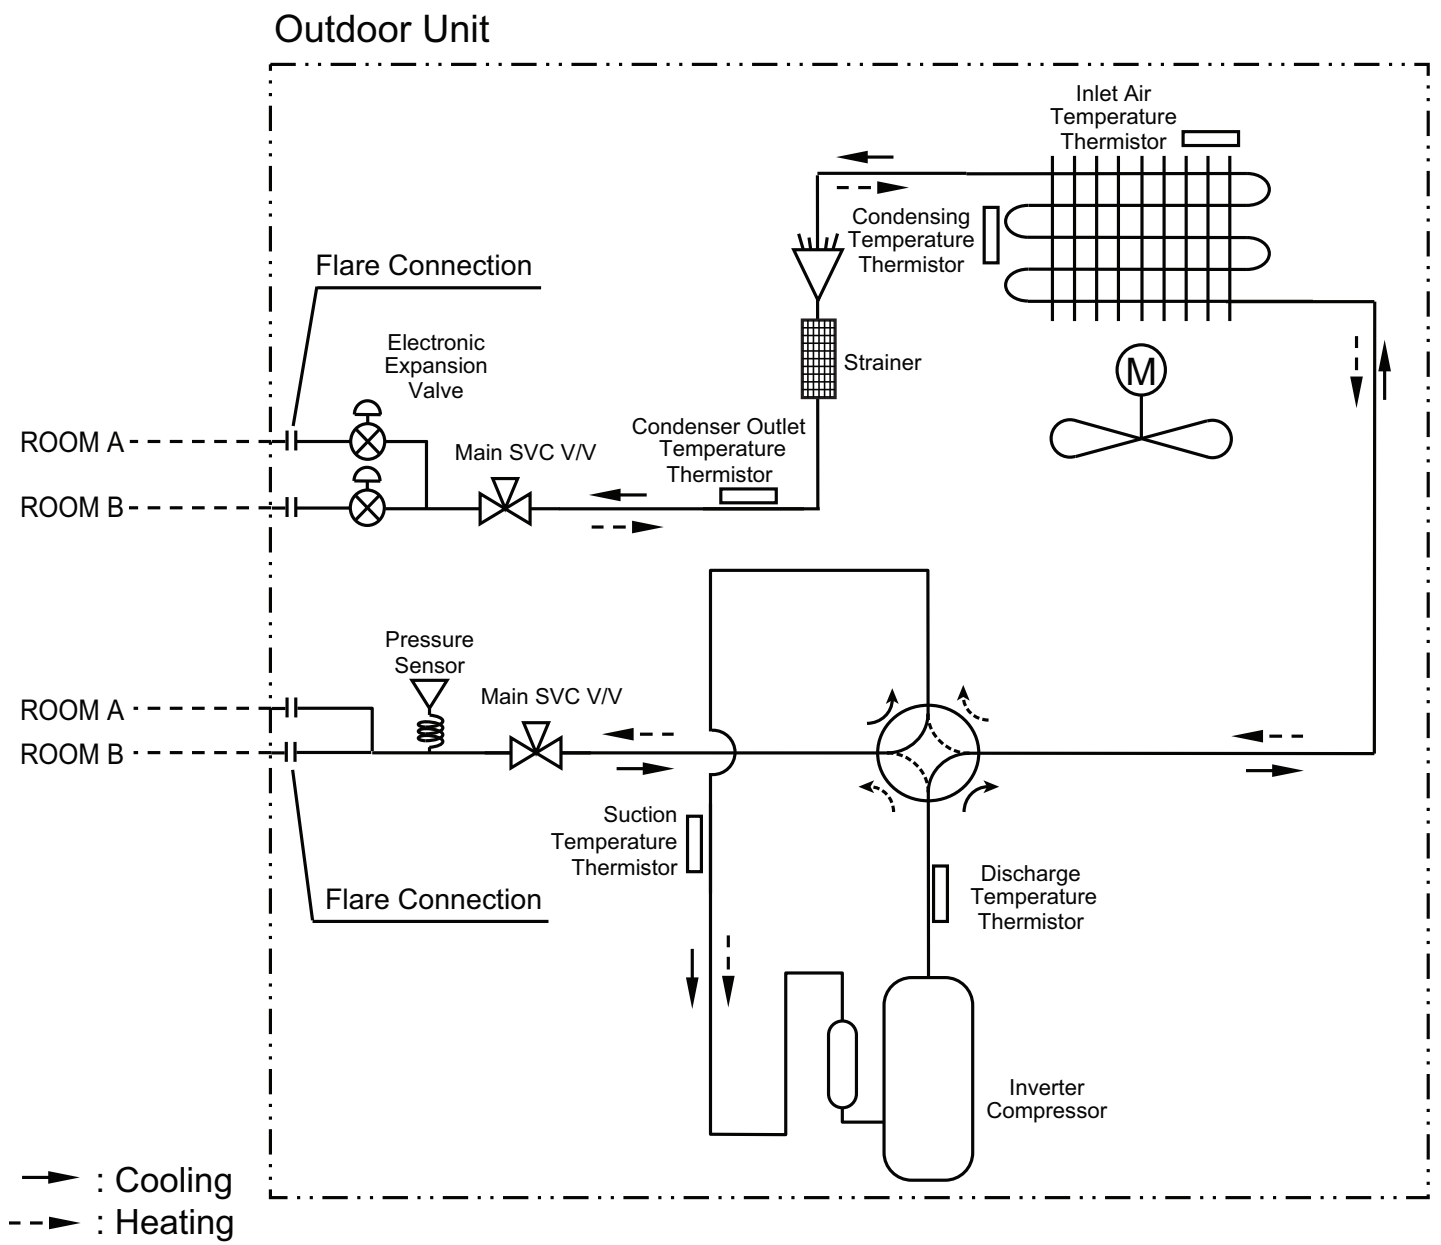 Outdoor Unit
Inlet Air
Temperature
Thermistor
Condensing
Temperature
Thermistor
Flare Connection
Electronic
Expansion
Valve
Strainer
M
ROOM A
Main SVC V/V
Condenser Outlet
Temperature
Thermistor
ROOM B
Pressure
Sensor
Main SVC V/V
ROOM A
ROOM B
Suction
Temperature
Thermistor
Flare Connection
Discharge
Temperature
Thermistor
Inverter
Compressor
: Cooling
: Heating